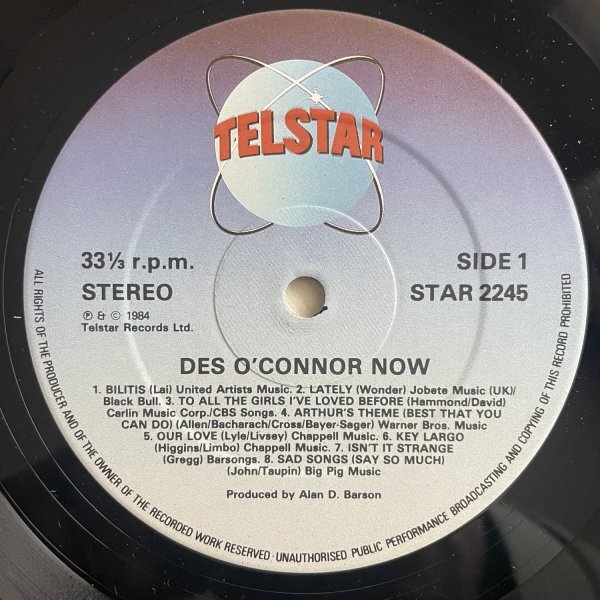 TELSTAR
33⅓ r.p.m.
STEREO
℗ & © 1984
Telstar Records Ltd.
SIDE 1
STAR 2245
DES O'CONNOR NOW
1. BILITIS (Lai) United Artists Music. 2. LATELY (Wonder) Jobete Music (UK)/
Black Bull. 3. TO ALL THE GIRLS I'VE LOVED BEFORE (Hammond/David)
Carlin Music Corp./CBS Songs. 4. ARTHUR'S THEME (BEST THAT YOU
CAN DO) (Allen/Bacharach/Cross/Bayer-Sager) Warner Bros. Music
5. OUR LOVE (Lyle/Livsey) Chappell Music. 6. KEY LARGO
(Higgins/Limbo) Chappell Music. 7. ISN'T IT STRANGE
(Gregg) Barsongs. 8. SAD SONGS (SAY SO MUCH)
(John/Taupin) Big Pig Music
Produced by Alan D. Barson
ALL RIGHTS OF THE PRODUCER AND OF THE OWNER OF THE RECORDED WORK RESERVED · UNAUTHORISED PUBLIC PERFORMANCE BROADCASTING AND COPYING OF THIS RECORD PROHIBITED